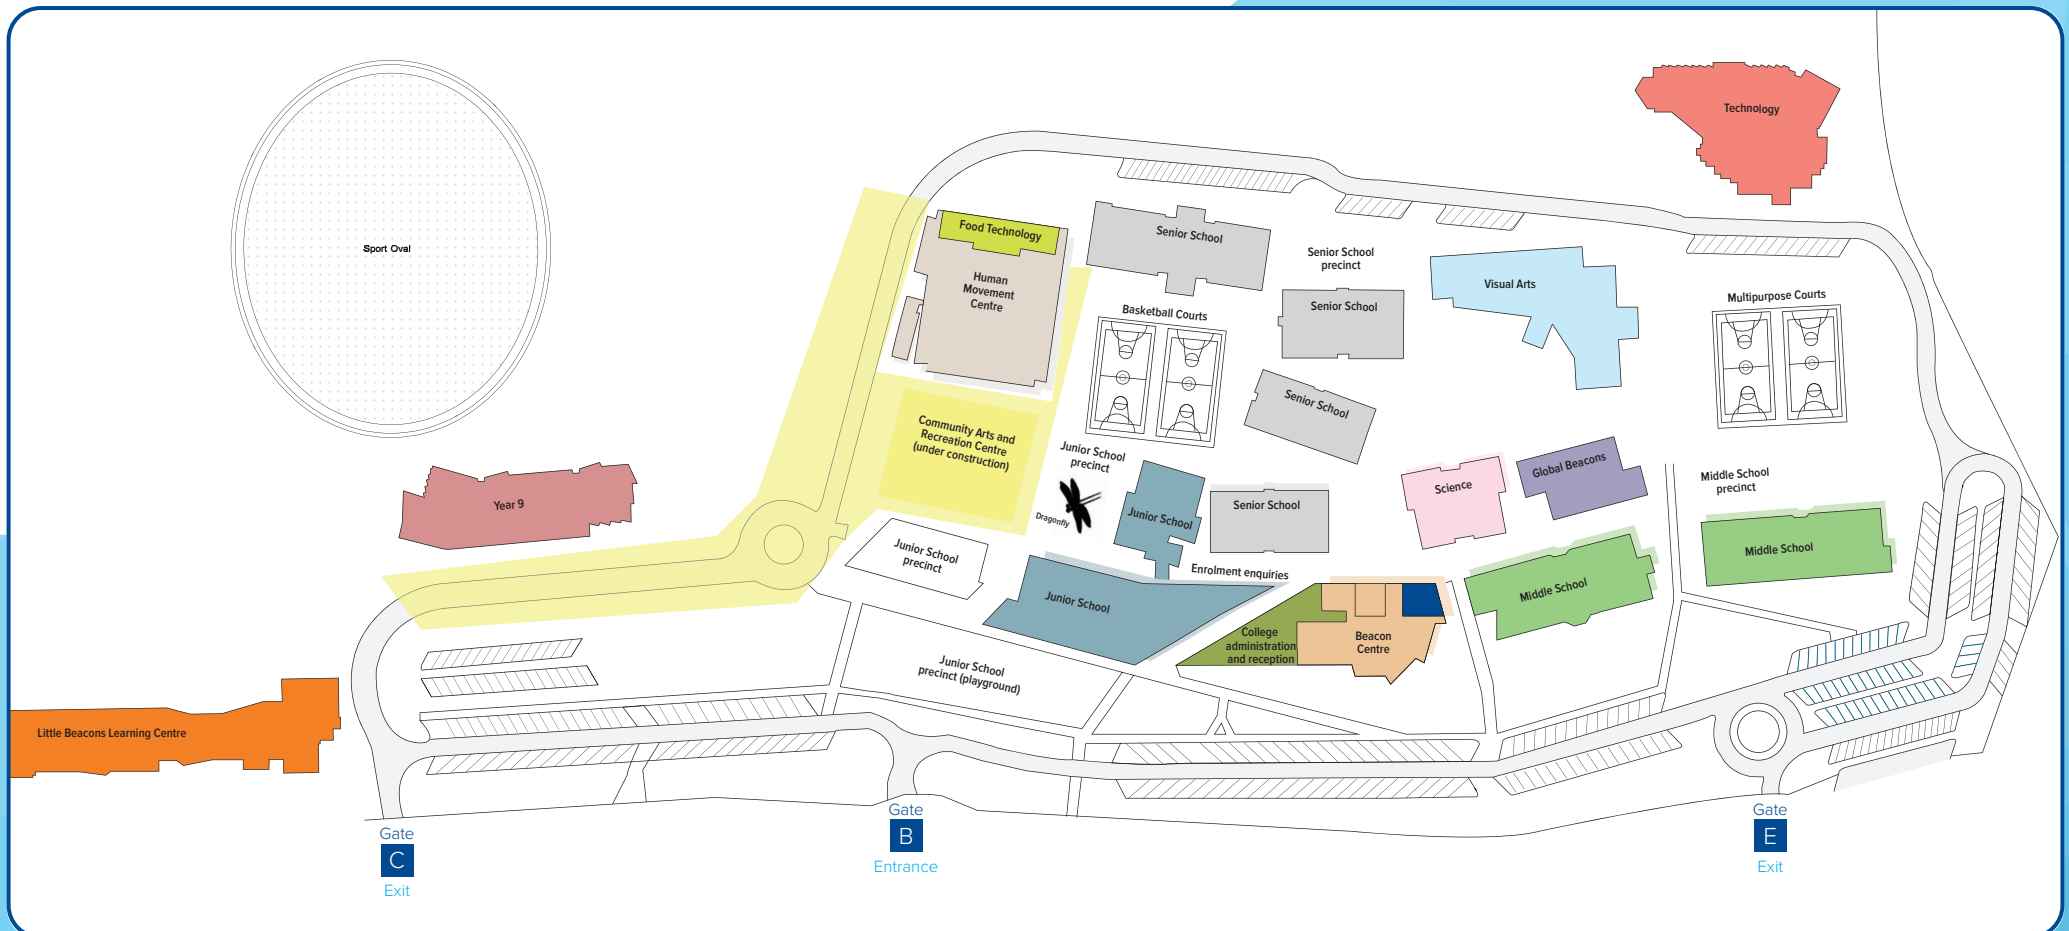 Technology
Sport Oval
Food Technology
Senior School
Senior School
precinct
Human
Movement
Centre
Visual Arts
Multipurpose Courts
Basketball Courts
Senior School
Senior School
Community Arts and
Recreation Centre
(under construction)
Junior School
precinct
Dragonfly
Junior School
Senior School
Science
Global Beacons
Middle School
precinct
Year 9
Junior School
precinct
Enrolment enquiries
Middle School
Middle School
Junior School
College
administration
and reception
Beacon
Centre
Junior School
precinct (playground)
Little Beacons Learning Centre
Gate
C
Exit
Gate
B
Entrance
Gate
E
Exit